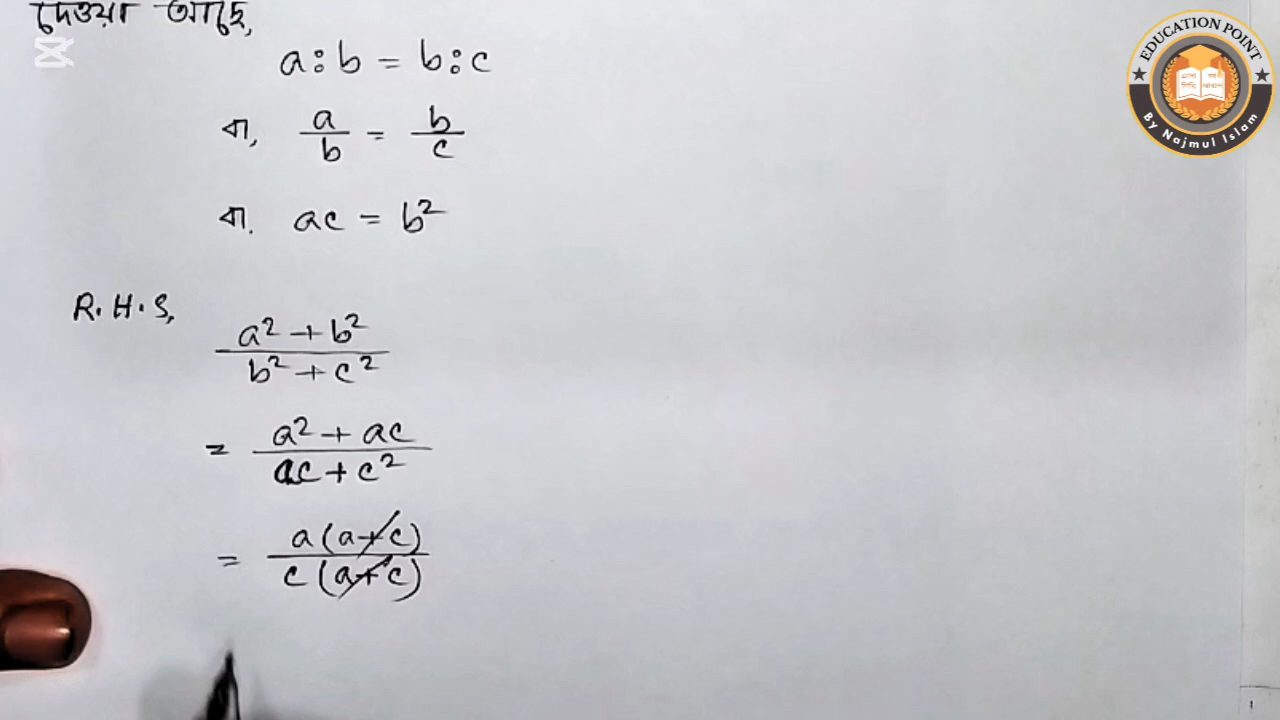 দেওয়া আছে,
a : b = b : c
বা, a/b = b/c
বা. ac = b²
R.H.S,
a² + b² / b² + c²
= a² + ac / ac + c²
= a (a + c) / c (a + c)
EDUCATION POINT
By Najmul Islam